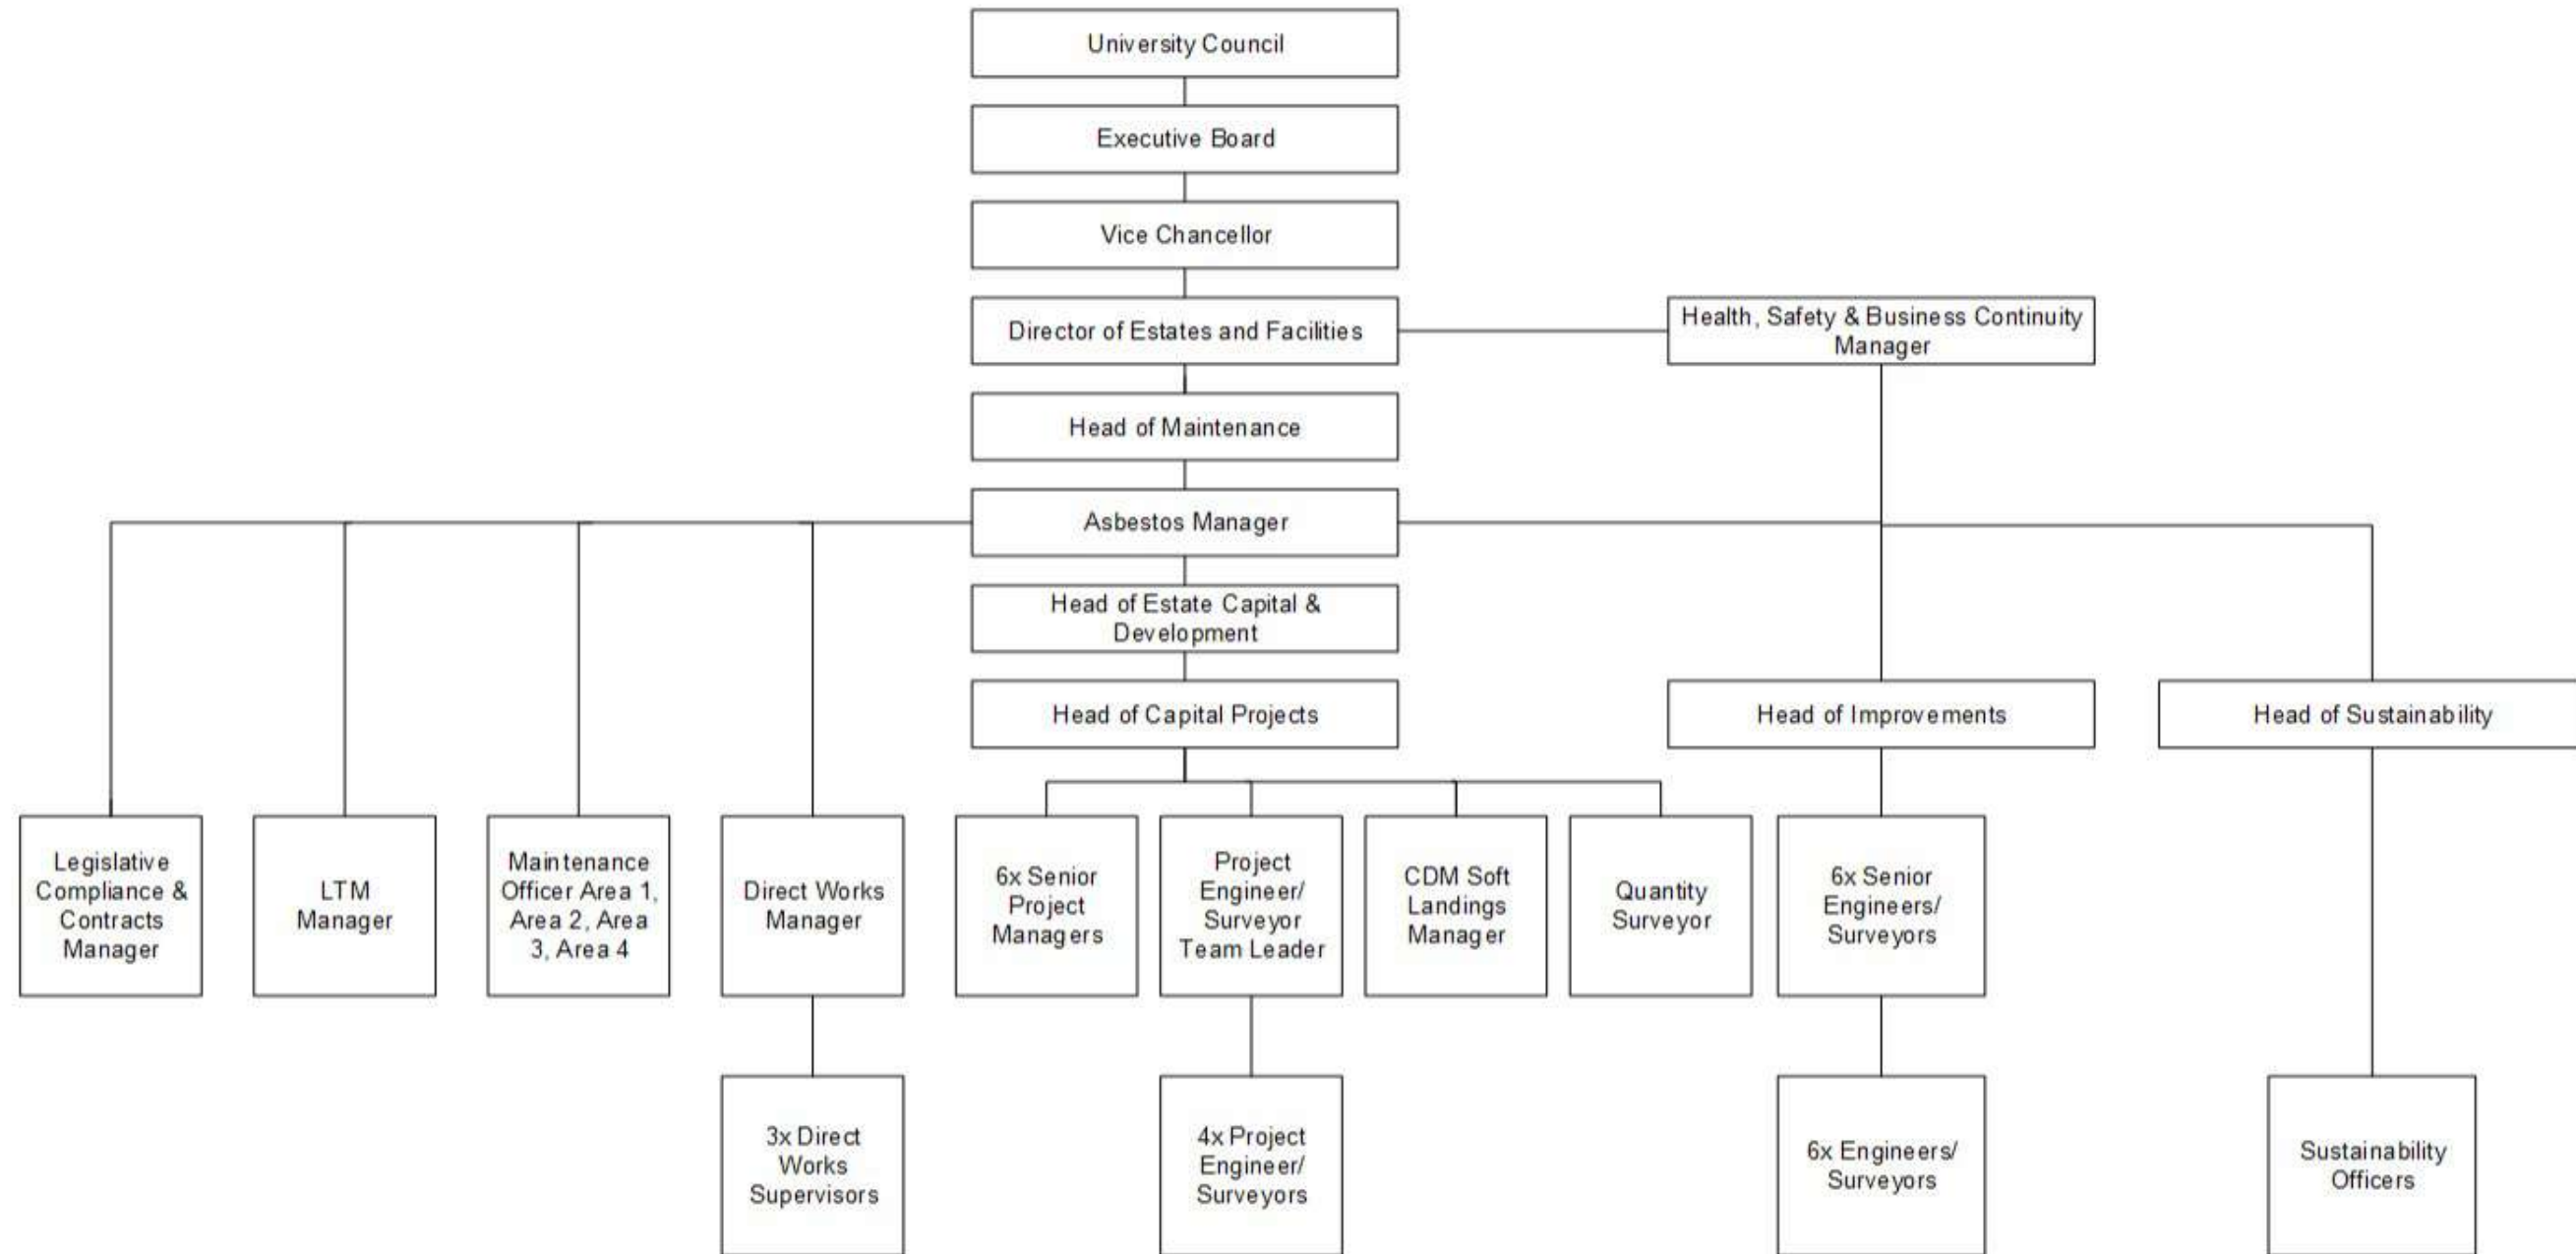 University Council
Executive Board
Vice Chancellor
Director of Estates and Facilities
Health, Safety & Business Continuity
Manager
Head of Maintenance
Asbestos Manager
Head of Estate Capital &
Development
Head of Capital Projects
Head of Improvements
Head of Sustainability
Legislative
Compliance &
Contracts
Manager
LTM
Manager
Maintenance
Officer Area 1,
Area 2, Area
3, Area 4
Direct Works
Manager
6x Senior
Project
Managers
Project
Engineer/
Surveyor
Team Leader
CDM Soft
Landings
Manager
Quantity
Surveyor
6x Senior
Engineers/
Surveyors
3x Direct
Works
Supervisors
4x Project
Engineer/
Surveyors
6x Engineers/
Surveyors
Sustainability
Officers